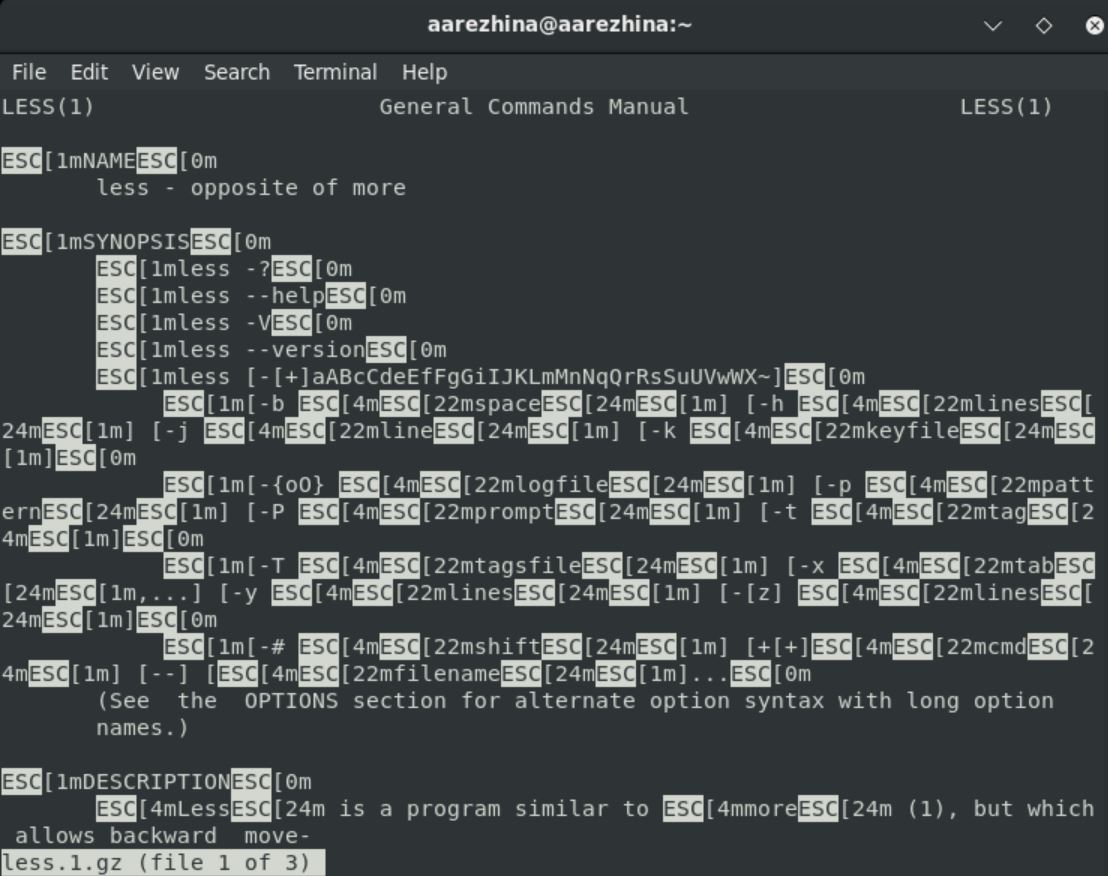 aarezhina@aarezhina:~
File Edit View Search Terminal Help
LESS(1)                     General Commands Manual                    LESS(1)
ESC[1mNAMEESC[0m
       less - opposite of more
ESC[1mSYNOPSISESC[0m
       ESC[1mless -?ESC[0m
       ESC[1mless --helpESC[0m
       ESC[1mless -VESC[0m
       ESC[1mless --versionESC[0m
       ESC[1mless [-[+]aABcCdeEfFgGiIJKLmMnNqQrRsSuUVwWX~]ESC[0m
            ESC[1m[-b ESC[4mESC[22mspaceESC[24mESC[1m] [-h ESC[4mESC[22mlinesESC[
24mESC[1m] [-j ESC[4mESC[22mlineESC[24mESC[1m] [-k ESC[4mESC[22mkeyfileESC[24mESC
[1m]ESC[0m
            ESC[1m[-{oO} ESC[4mESC[22mlogfileESC[24mESC[1m] [-p ESC[4mESC[22mpatt
ernESC[24mESC[1m] [-P ESC[4mESC[22mpromptESC[24mESC[1m] [-t ESC[4mESC[22mtagESC[2
4mESC[1m]ESC[0m
            ESC[1m[-T ESC[4mESC[22mtagsfileESC[24mESC[1m] [-x ESC[4mESC[22mtabESC
[24mESC[1m,...] [-y ESC[4mESC[22mlinesESC[24mESC[1m] [-[z] ESC[4mESC[22mlinesESC[
24mESC[1m]ESC[0m
            ESC[1m[-# ESC[4mESC[22mshiftESC[24mESC[1m] [+[+]ESC[4mESC[22mcmdESC[2
4mESC[1m] [--] [ESC[4mESC[22mfilenameESC[24mESC[1m]...ESC[0m
       (See  the  OPTIONS section for alternate option syntax with long option
       names.)
ESC[1mDESCRIPTIONESC[0m
       ESC[4mLessESC[24m is a program similar to ESC[4mmoreESC[24m (1), but which
 allows backward  move-
less.1.gz (file 1 of 3)